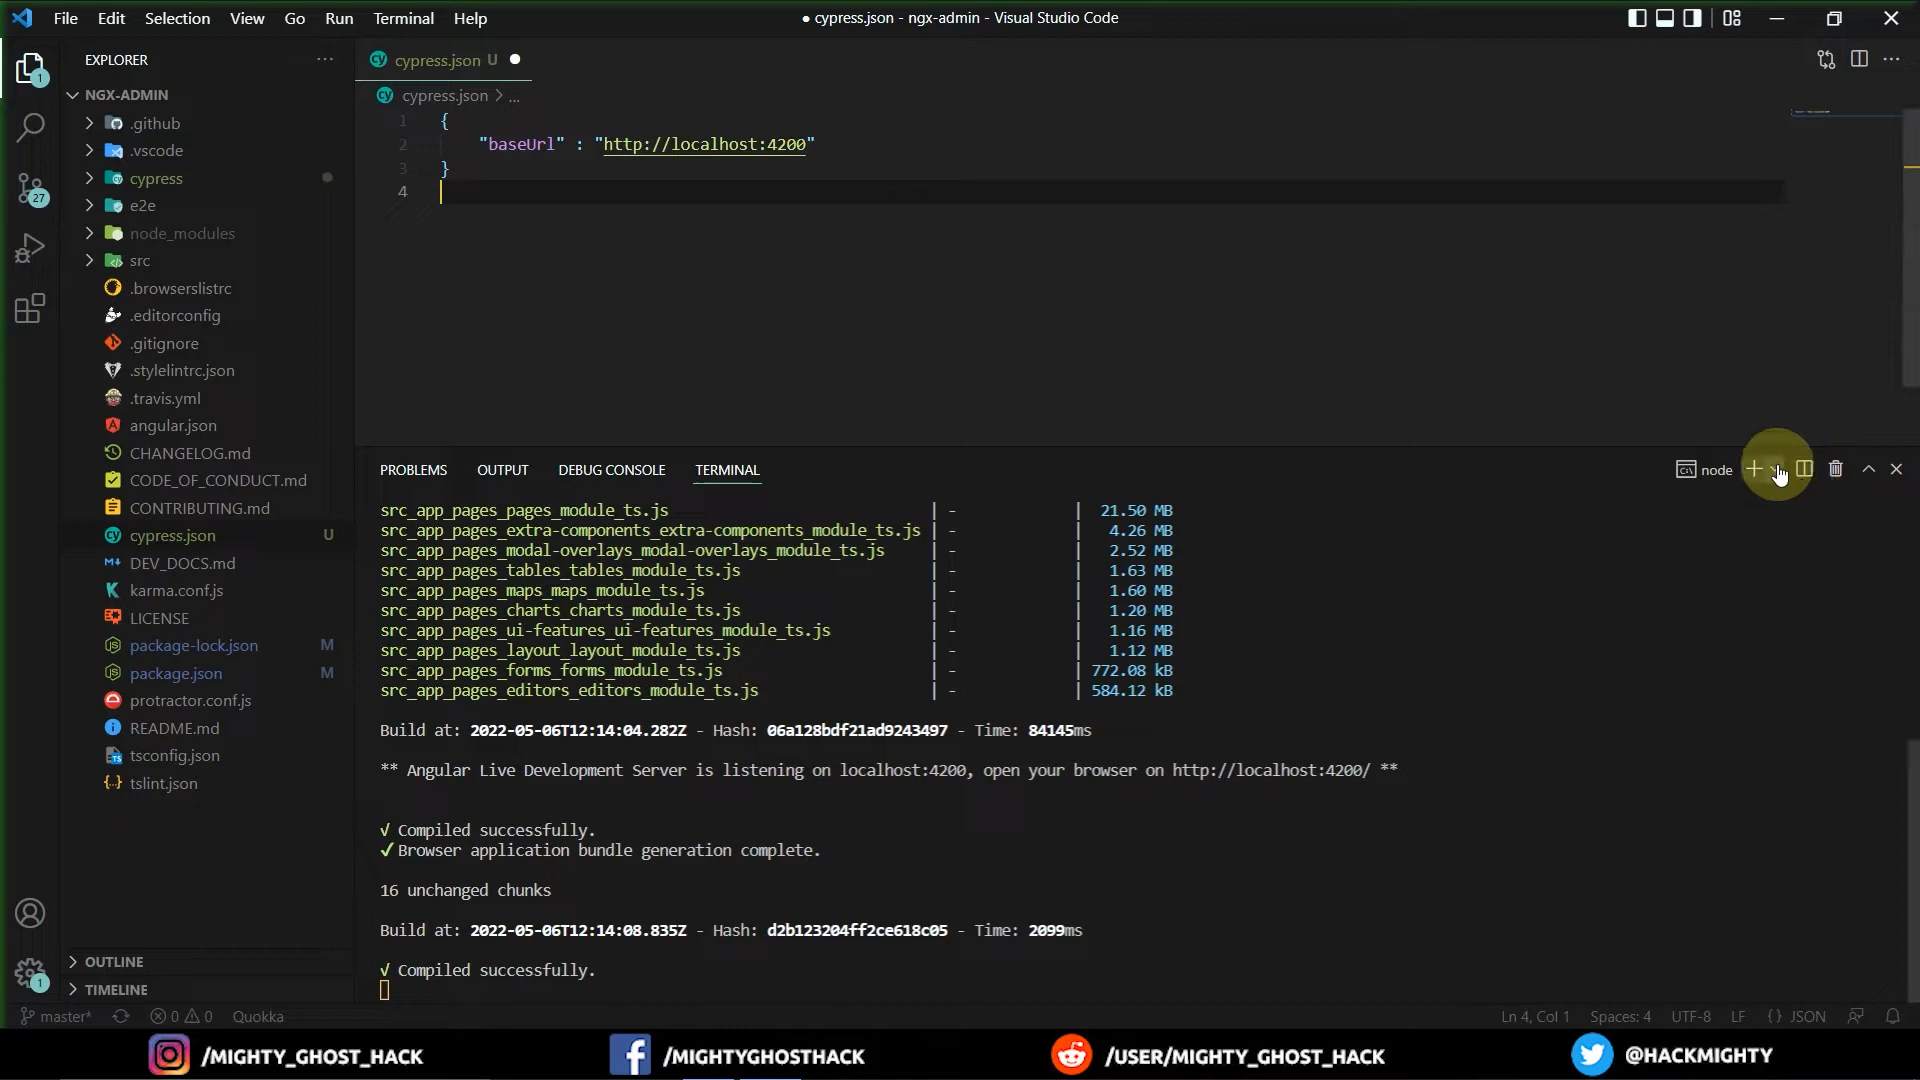 File Edit Selection View Go Run Terminal Help
● cypress.json - ngx-admin - Visual Studio Code
EXPLORER
cypress.json U
NGX-ADMIN
cypress.json > ...
.github
.vscode
cypress
e2e
node_modules
src
.browserslistrc
.editorconfig
.gitignore
.stylelintrc.json
.travis.yml
angular.json
CHANGELOG.md
CODE_OF_CONDUCT.md
CONTRIBUTING.md
cypress.json U
DEV_DOCS.md
karma.conf.js
LICENSE
package-lock.json M
package.json M
protractor.conf.js
README.md
tsconfig.json
tslint.json
OUTLINE
TIMELINE
1
27
1
1 {
2 "baseUrl" : "http://localhost:4200"
3 }
4
PROBLEMS OUTPUT DEBUG CONSOLE TERMINAL
node
src_app_pages_pages_module_ts.js | - | 21.50 MB
src_app_pages_extra-components_extra-components_module_ts.js | - | 4.26 MB
src_app_pages_modal-overlays_modal-overlays_module_ts.js | - | 2.52 MB
src_app_pages_tables_tables_module_ts.js | - | 1.63 MB
src_app_pages_maps_maps_module_ts.js | - | 1.60 MB
src_app_pages_charts_charts_module_ts.js | - | 1.20 MB
src_app_pages_ui-features_ui-features_module_ts.js | - | 1.16 MB
src_app_pages_layout_layout_module_ts.js | - | 1.12 MB
src_app_pages_forms_forms_module_ts.js | - | 772.08 kB
src_app_pages_editors_editors_module_ts.js | - | 584.12 kB
Build at: 2022-05-06T12:14:04.282Z - Hash: 06a128bdf21ad9243497 - Time: 84145ms
** Angular Live Development Server is listening on localhost:4200, open your browser on http://localhost:4200/ **
√ Compiled successfully.
✓ Browser application bundle generation complete.
16 unchanged chunks
Build at: 2022-05-06T12:14:08.835Z - Hash: d2b123204ff2ce618c05 - Time: 2099ms
√ Compiled successfully.
master* 0 0 Quokka
Ln 4, Col 1 Spaces: 4 UTF-8 LF {} JSON
/MIGHTY_GHOST_HACK
/MIGHTYGHOSTHACK
/USER/MIGHTY_GHOST_HACK
@HACKMIGHTY